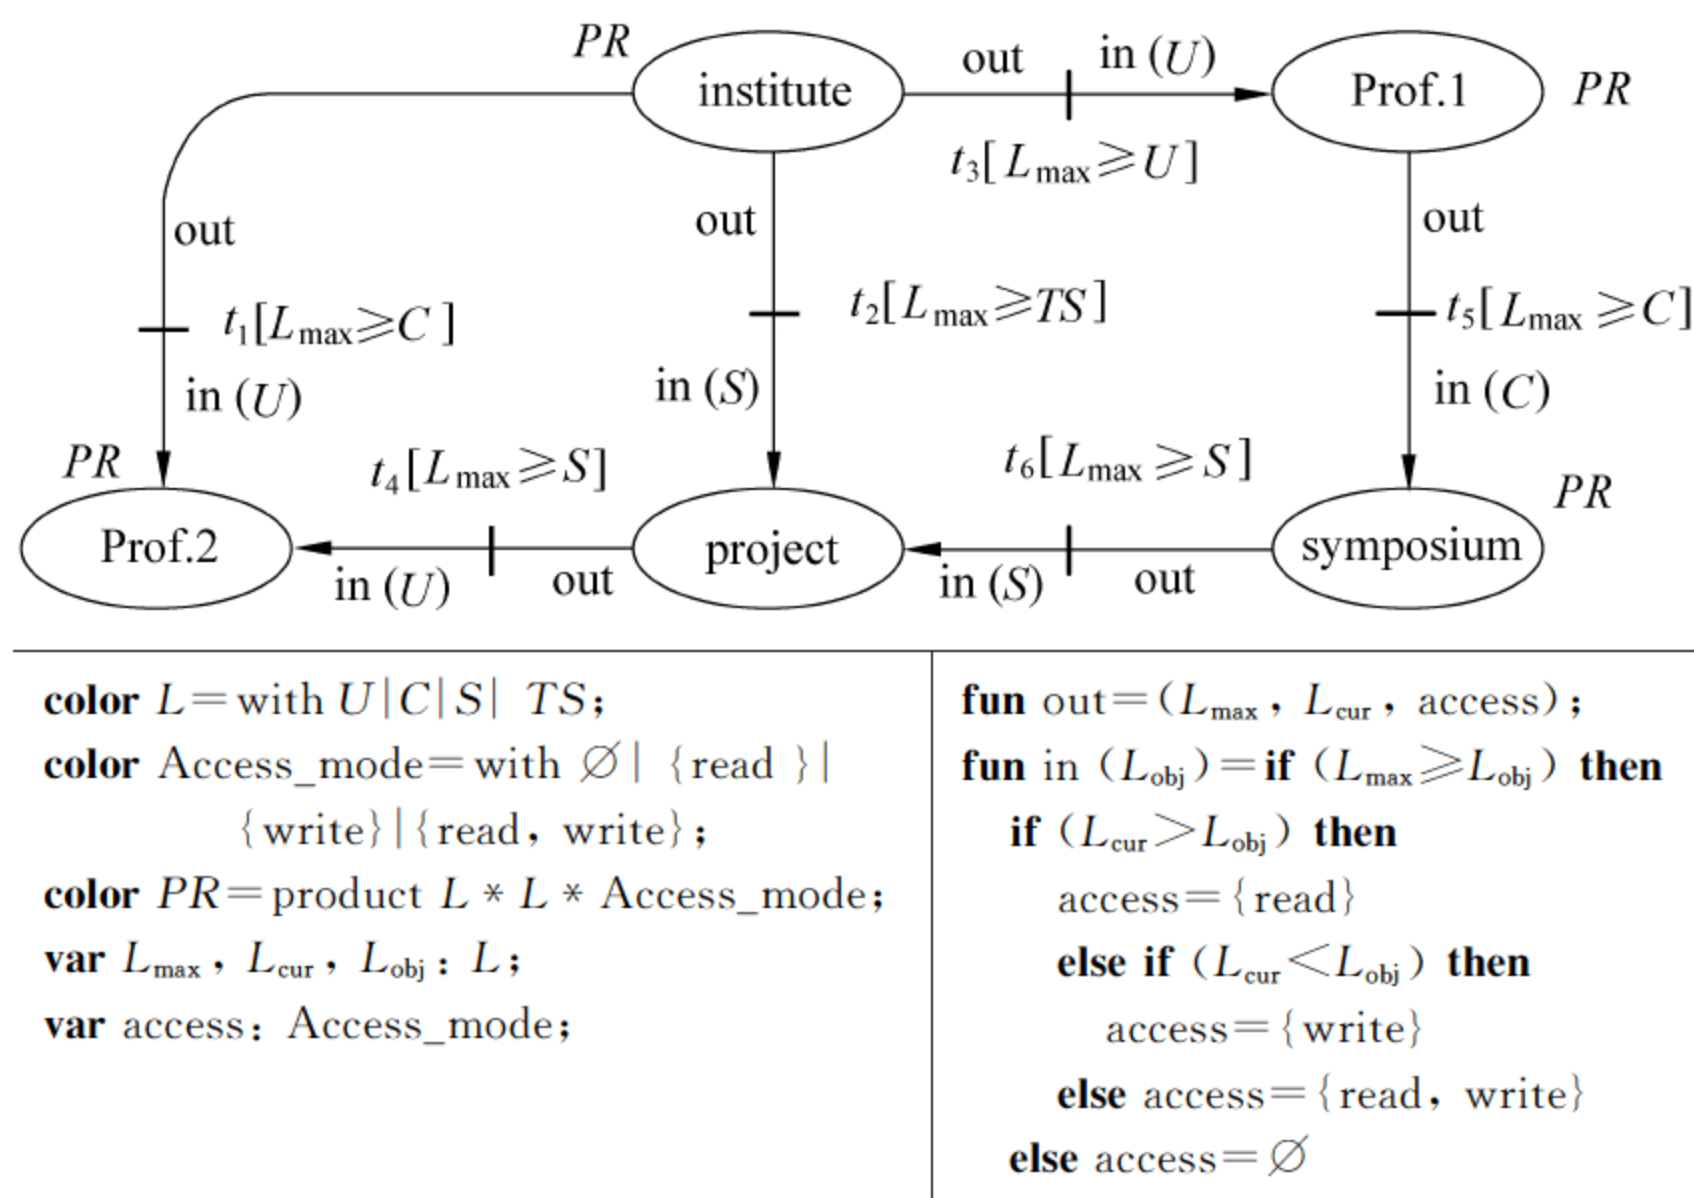 PR
institute
out
in (U)
Prof.1
PR
t₃[Lmax⩾U]
out
out
out
t₁[Lmax⩾C]
t₂[Lmax⩾TS]
t₅[Lmax⩾C]
in (U)
in (S)
in (C)
PR
t₄[Lmax⩾S]
t₆[Lmax⩾S]
PR
Prof.2
project
symposium
in (U)
out
in (S)
out
color L=with U|C|S| TS;
color Access_mode=with ∅| {read }|
{write}|{read, write};
color PR=product L * L * Access_mode;
var Lmax, Lcur, Lobj: L;
var access: Access_mode;
fun out=(Lmax, Lcur, access);
fun in (Lobj)=if (Lmax⩾Lobj) then
if (Lcur>Lobj) then
access={read}
else if (Lcur<Lobj) then
access={write}
else access={read, write}
else access=∅